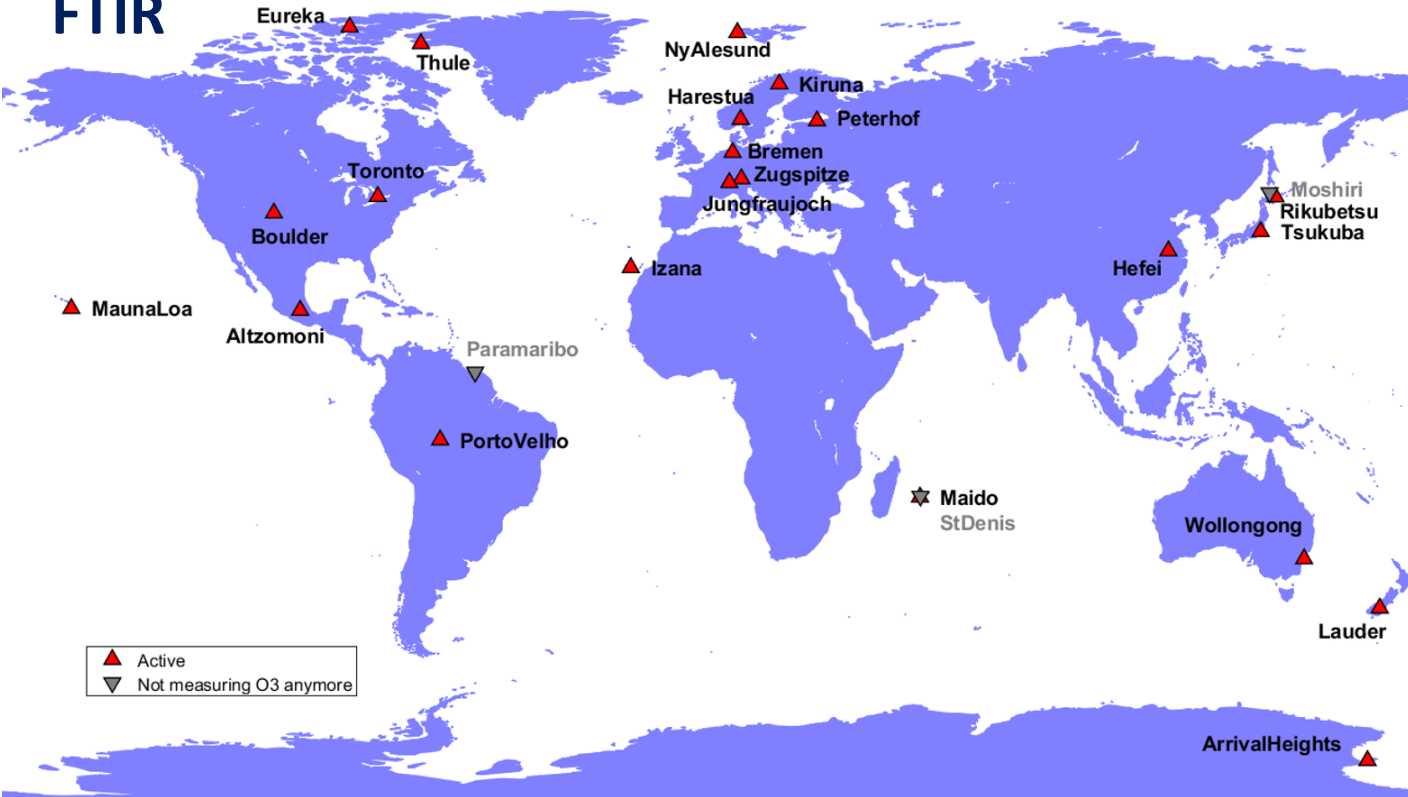 FTIR
Eureka
Thule
NyAlesund
Kiruna
Harestua
Peterhof
Bremen
Zugspitze
Jungfraujoch
Toronto
Boulder
Moshiri
Rikubetsu
Tsukuba
Hefei
Izana
MaunaLoa
Altzomoni
Paramaribo
PortoVelho
Maido
StDenis
Wollongong
Lauder
Active
Not measuring O3 anymore
ArrivalHeights